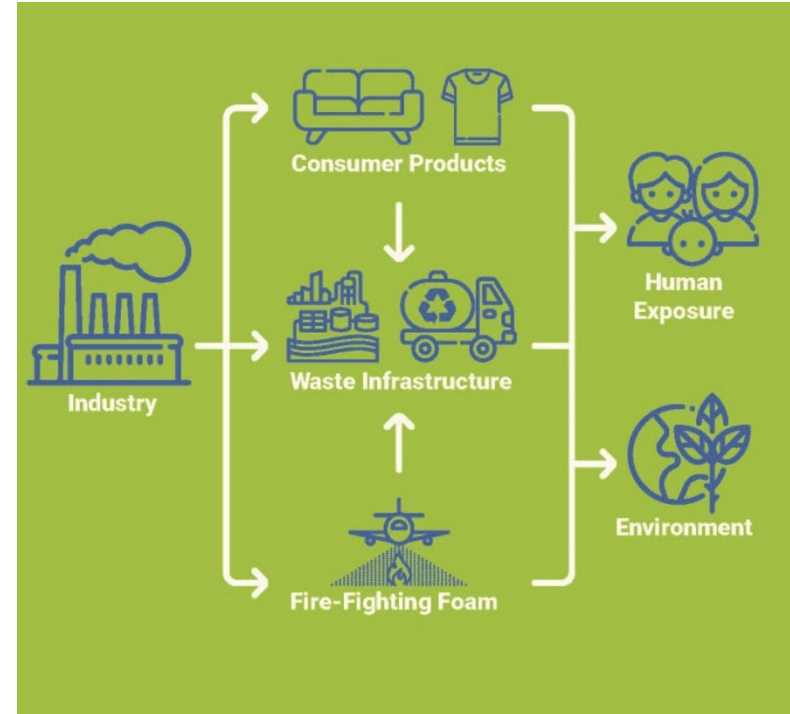 Consumer Products
Human
Exposure
Waste Infrastructure
Industry
Environment
Fire-Fighting Foam